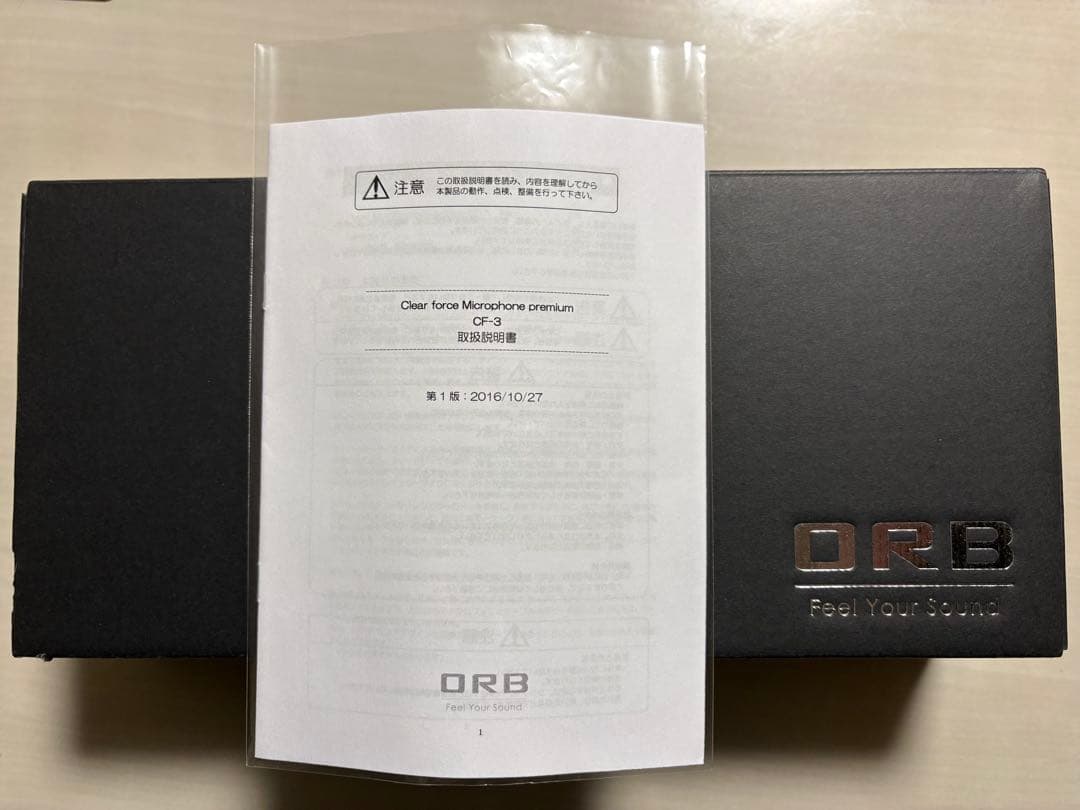 注意
この取扱説明書を読み、内容を理解してから
本製品の動作、点検、整備を行って下さい。
Clear force Microphone premium
CF-3
取扱説明書
第1版：2016/10/27
ORB
Feel Your Sound
1
ORB
Feel Your Sound